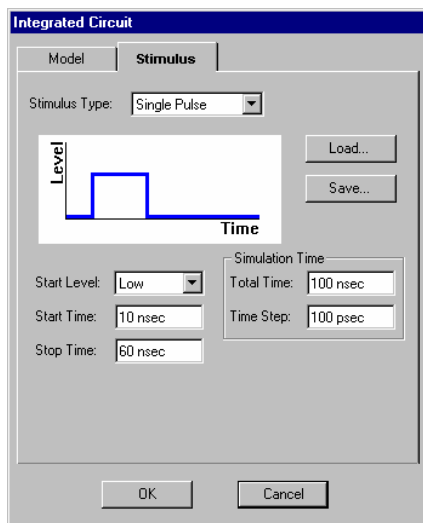 Integrated Circuit
Model Stimulus
Stimulus Type: Single Pulse
Level
Time
Load...
Save...
Start Level: Low
Start Time: 10 nsec
Stop Time: 60 nsec
Simulation Time
Total Time: 100 nsec
Time Step: 100 psec
OK Cancel